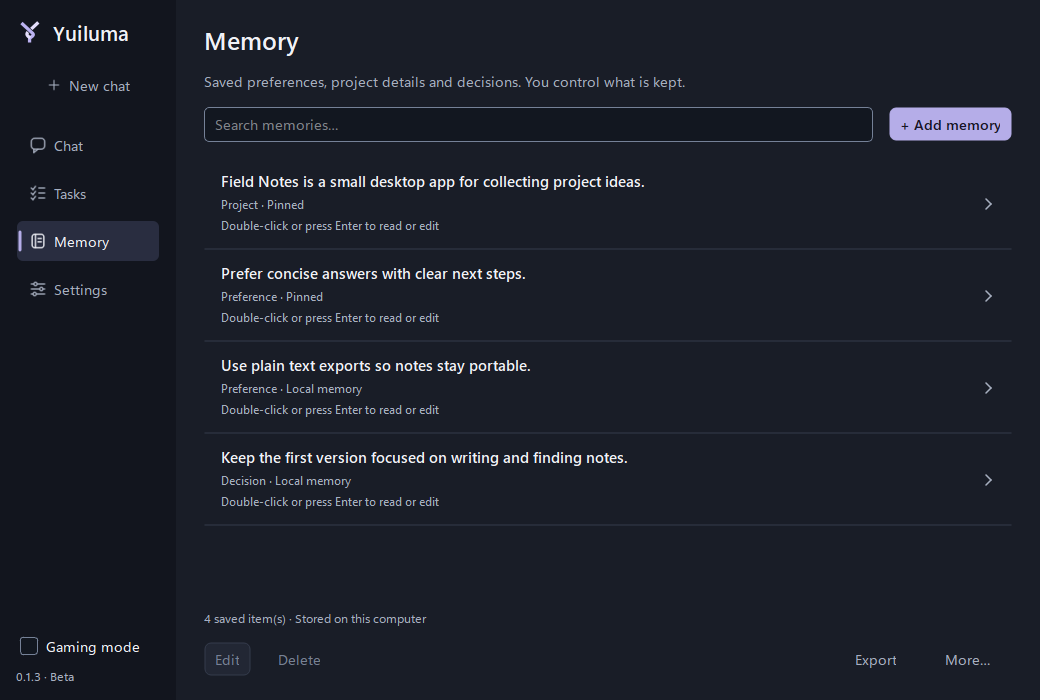 Yuiluma
+ New chat
Chat
Tasks
Memory
Settings
Gaming mode
0.1.3 · Beta
Memory
Saved preferences, project details and decisions. You control what is kept.
Search memories...
+ Add memory
Field Notes is a small desktop app for collecting project ideas.
Project · Pinned
Double-click or press Enter to read or edit
Prefer concise answers with clear next steps.
Preference · Pinned
Double-click or press Enter to read or edit
Use plain text exports so notes stay portable.
Preference · Local memory
Double-click or press Enter to read or edit
Keep the first version focused on writing and finding notes.
Decision · Local memory
Double-click or press Enter to read or edit
4 saved item(s) · Stored on this computer
Edit
Delete
Export
More...